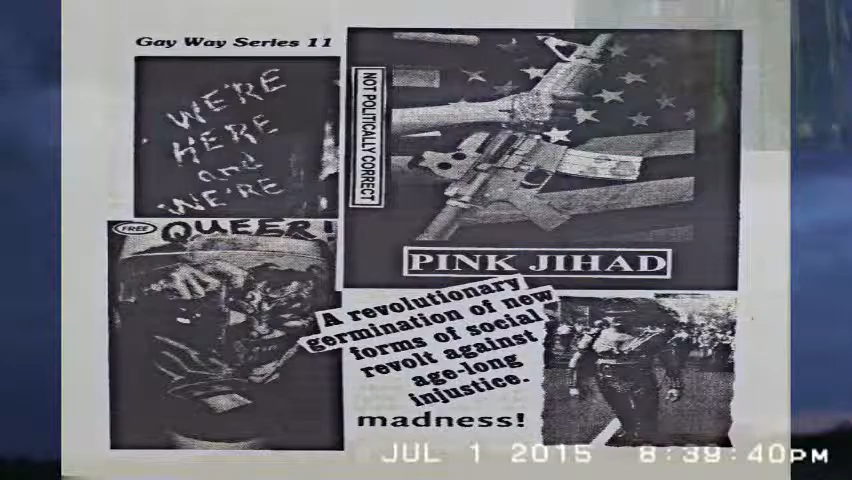 Gay Way Series 11
WE'RE
HERE
and
WE'RE
FREE
QUEER!
NOT POLITICALLY CORRECT
PINK JIHAD
A revolutionary
germination of new
forms of social
revolt against
age-long
injustice.
madness!
JUL 1 2015 8:39:40PM